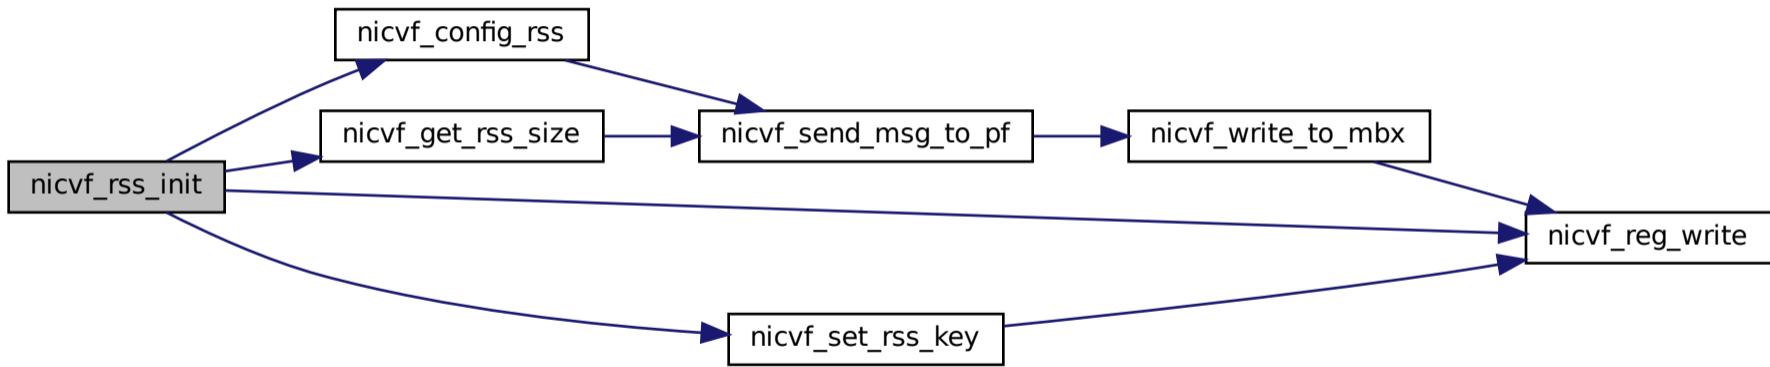 nicvf_config_rss
nicvf_get_rss_size
nicvf_send_msg_to_pf
nicvf_write_to_mbx
nicvf_rss_init
nicvf_reg_write
nicvf_set_rss_key